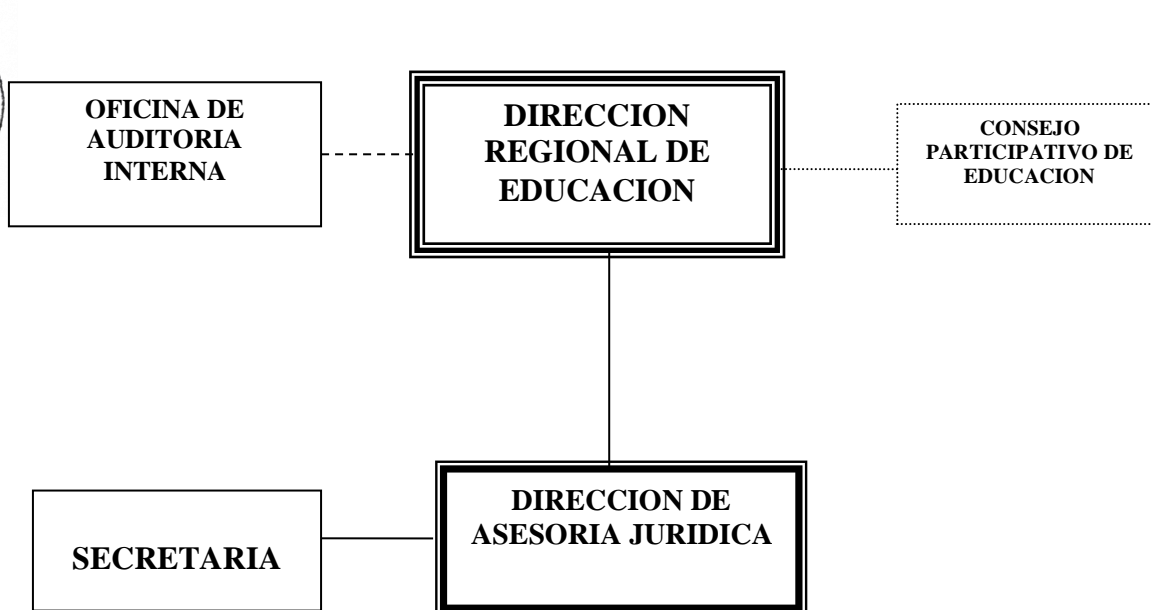 OFICINA DE
AUDITORIA
INTERNA
DIRECCION
REGIONAL DE
EDUCACION
CONSEJO
PARTICIPATIVO DE
EDUCACION
SECRETARIA
DIRECCION DE
ASESORIA JURIDICA